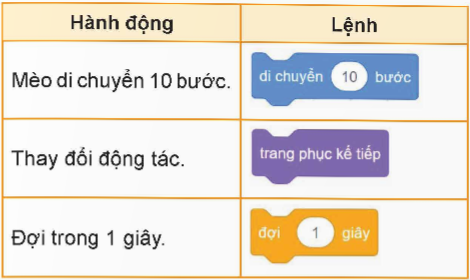 Hành động Lệnh
Mèo di chuyển 10 bước. di chuyển 10 bước
Thay đổi động tác. trang phục kế tiếp
Đợi trong 1 giây. đợi 1 giây